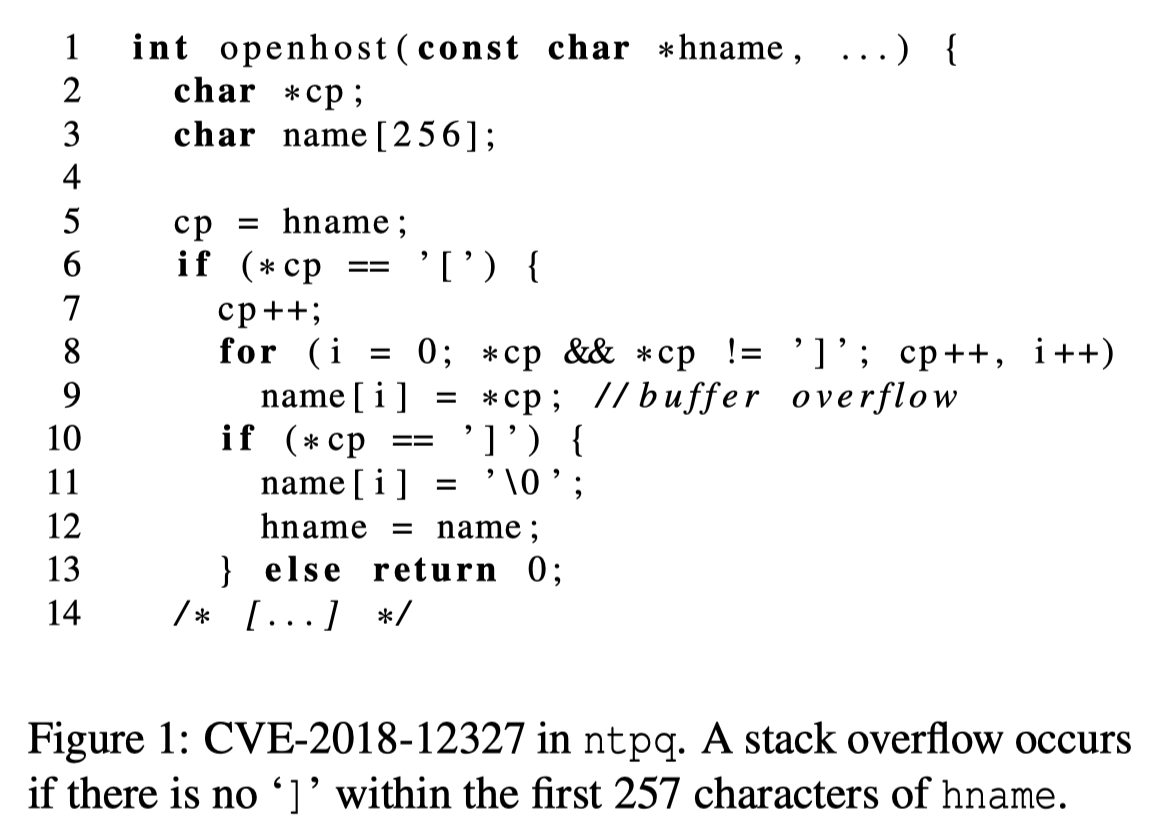 1 int openhost(const char *hname, ...) {
2 char *cp;
3 char name[256];
4
5 cp = hname;
6 if (*cp == ’[’) {
7 cp++;
8 for (i = 0; *cp && *cp != ’]’; cp++, i++)
9 name[i] = *cp; //buffer overflow
10 if (*cp == ’]’) {
11 name[i] = ’\0’;
12 hname = name;
13 } else return 0;
14 /* [...] */
Figure 1: CVE-2018-12327 in ntpq. A stack overflow occurs
if there is no ‘]’ within the first 257 characters of hname.